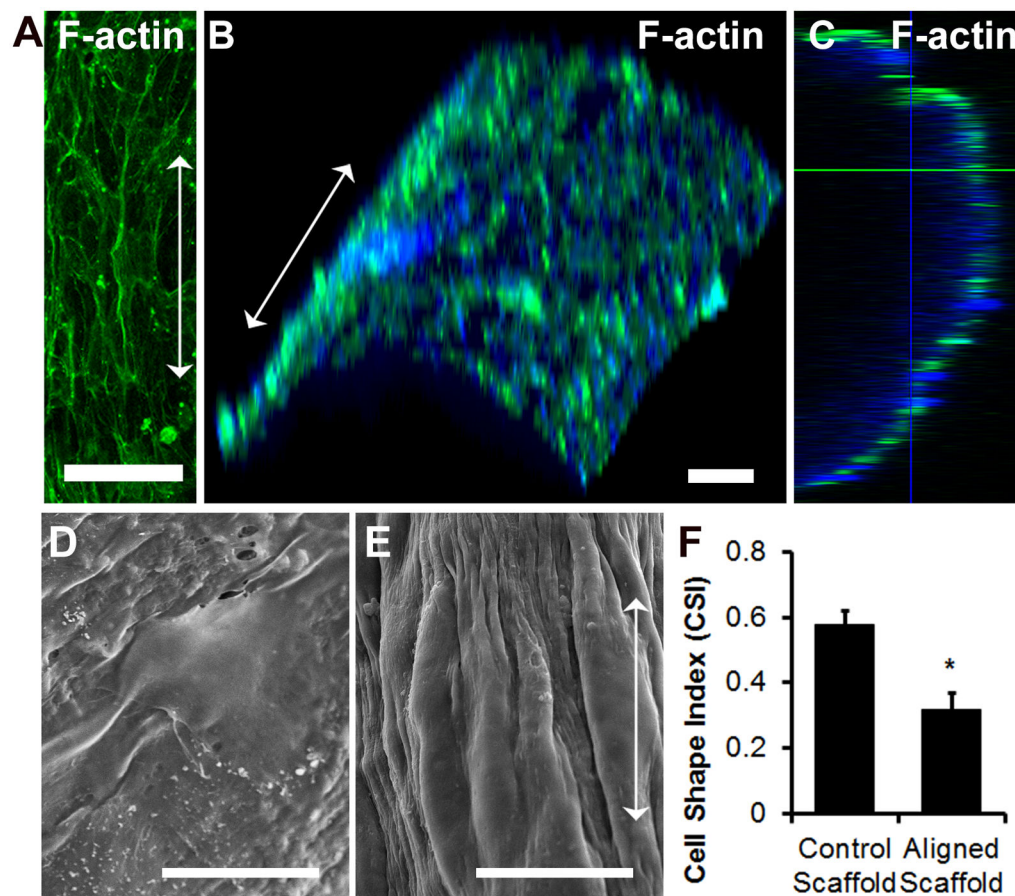 A
F-actin
B
F-actin
C
F-actin
D
E
F
Cell Shape Index (CSI)
0.8
0.6
0.4
0.2
0
*
Control
Scaffold
Aligned
Scaffold